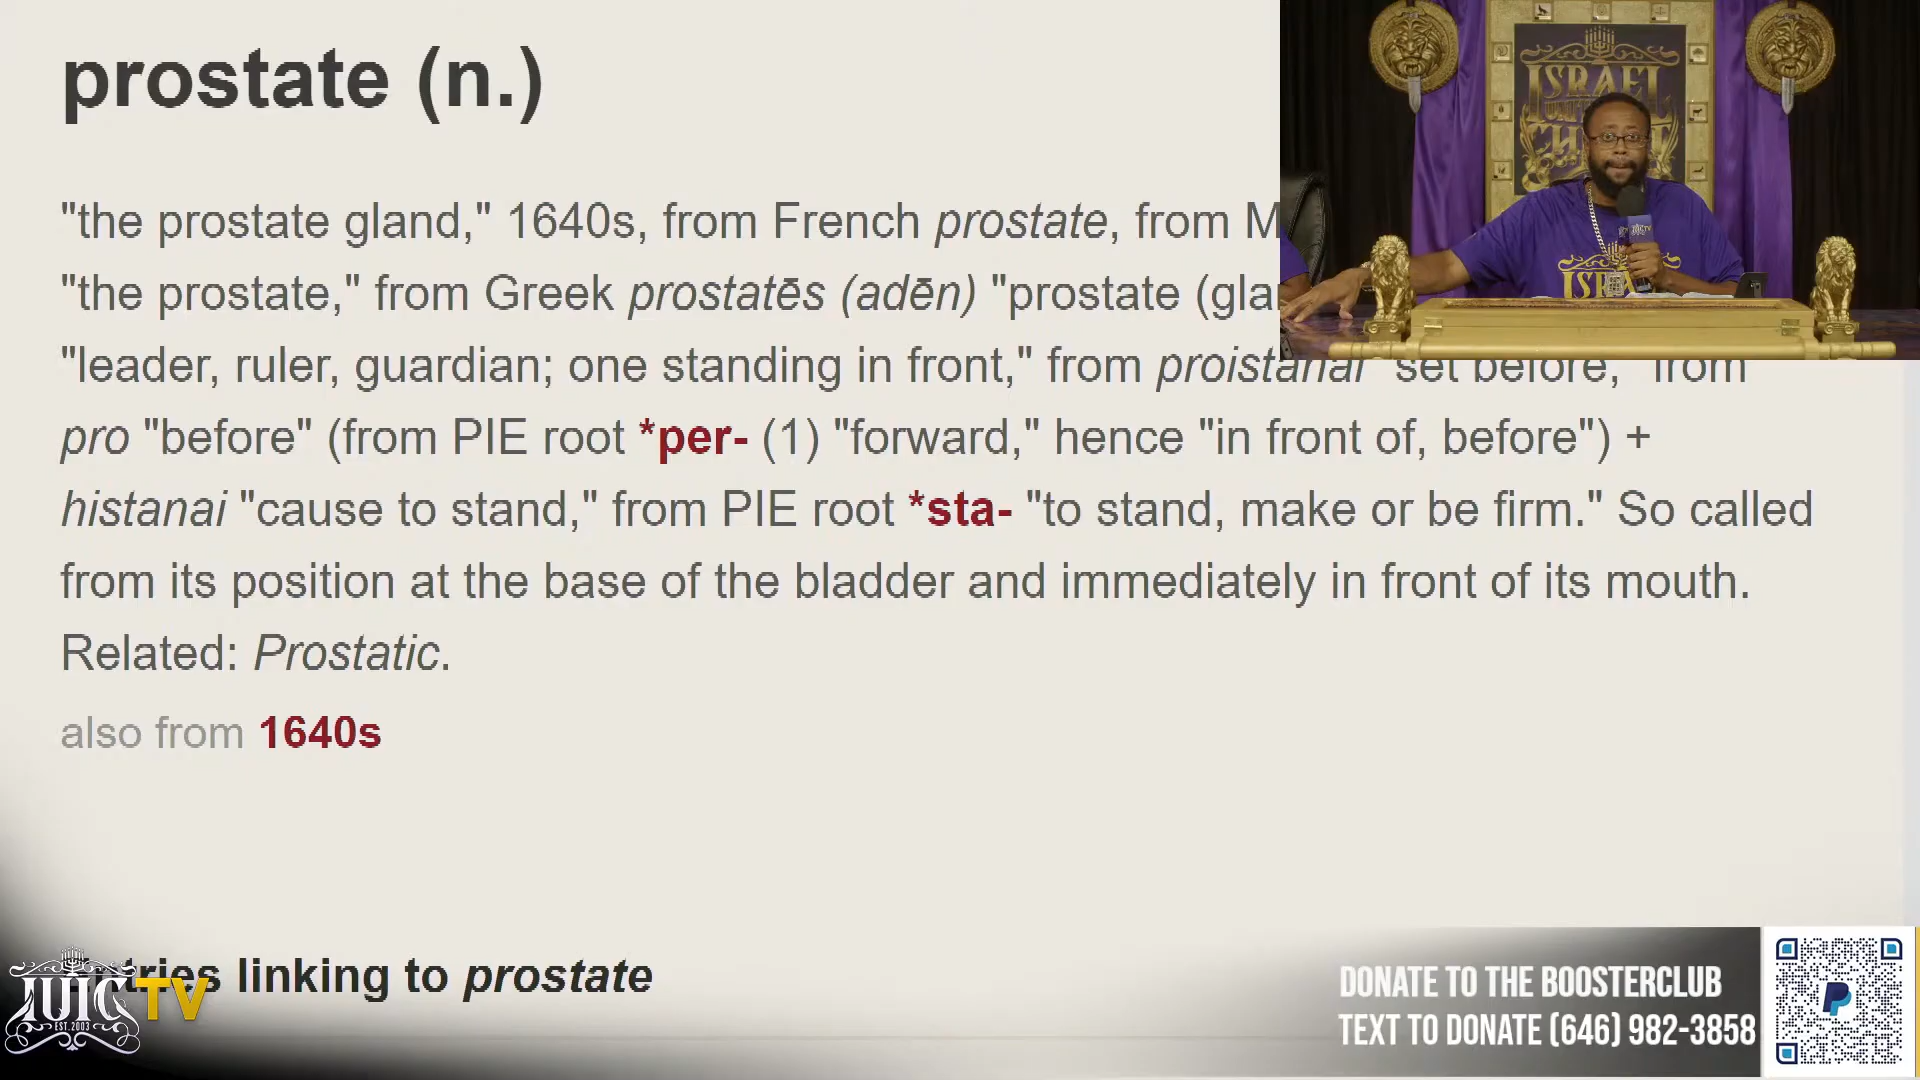 prostate (n.)
"the prostate gland," 1640s, from French prostate, from M
"the prostate," from Greek prostatēs (adēn) "prostate (gla
"leader, ruler, guardian; one standing in front," from proistanai "set before," from
pro "before" (from PIE root *per- (1) "forward," hence "in front of, before") +
histanai "cause to stand," from PIE root *sta- "to stand, make or be firm." So called
from its position at the base of the bladder and immediately in front of its mouth.
Related: Prostatic.
also from 1640s
Entries linking to prostate
ISRAEL
UNITED IN
CHRIST
ISRA
IUIC TV
EST. 2003
DONATE TO THE BOOSTERCLUB
TEXT TO DONATE (646) 982-3858